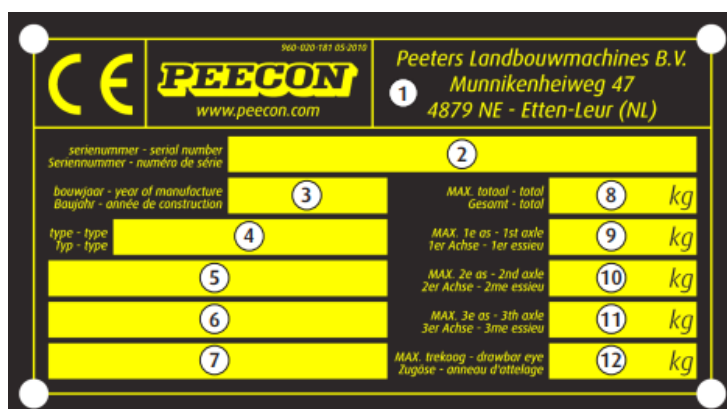 960-020-181 05-2010
CE
PEECON
www.peecon.com
Peeters Landbouwmachines B.V.
1 Munnikenheiweg 47
4879 NE - Etten-Leur (NL)
serienummer - serial number
Seriennummer - numéro de série
2
bouwjaar - year of manufacture
Baujahr - année de construction
3
MAX. totaal - total
Gesamt - total
8 kg
type - type
Typ - type
4
MAX. 1e as - 1st axle
1er Achse - 1er essieu
9 kg
5
MAX. 2e as - 2nd axle
2er Achse - 2me essieu
10 kg
6
MAX. 3e as - 3th axle
3er Achse - 3me essieu
11 kg
7
MAX. trekoog - drawbar eye
Zugöse - anneau d'attelage
12 kg